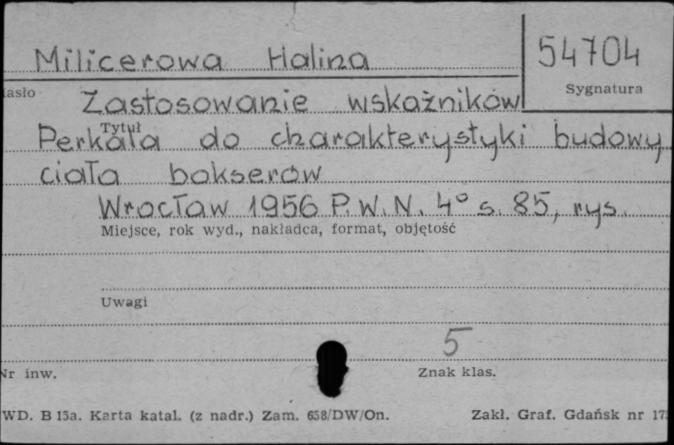 Milicerowa Halina
54704
Sygnatura
asło
Zastosowanie wskaźników
Tytuł
Perkala do charakterystyki budowy
ciała bokserów
Wrocław 1956 P.W.N. 4° s. 85, rys.
Miejsce, rok wyd., nakładca, format, objętość
Uwagi
5
Nr inw.
Znak klas.
WD. B 15a. Karta katal. (z nadr.) Zam. 658/DW/On.
Zakł. Graf. Gdańsk nr